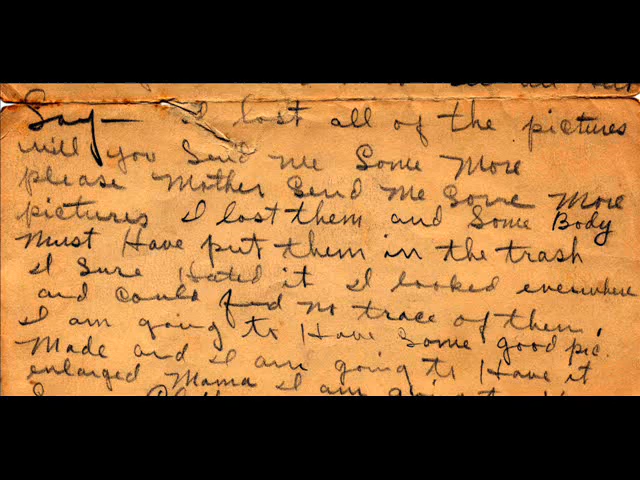 Say - I lost all of the pictures
will you Send me Some More
please Mother Send Me Some More
pictures I lost them and Some Body
Must Have put them in the trash
I Sure Hated it I looked everwhere
and could find no trace of them,
I am going to Have Some good pic.
Made and I am going to Have it
enlarged Mama I am going to